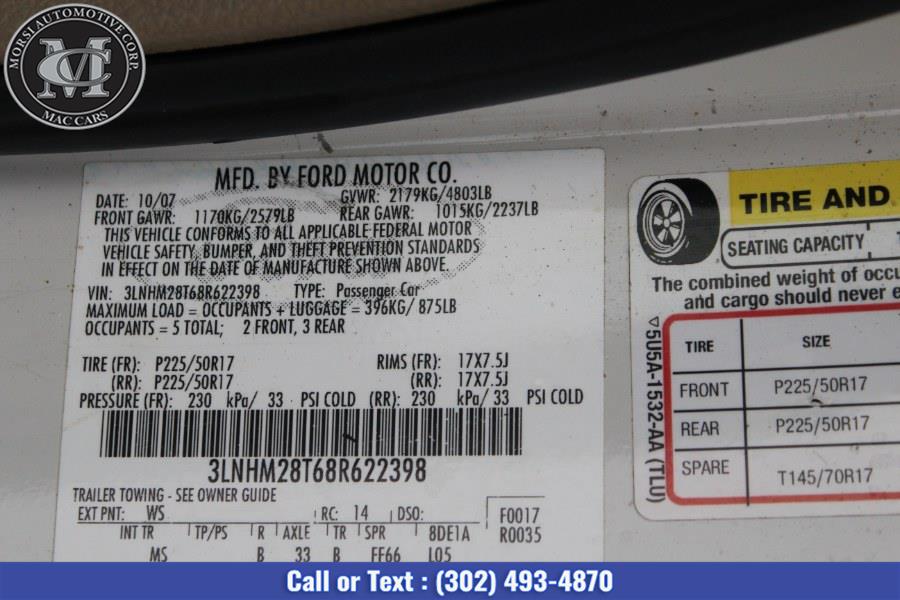 MORSI AUTOMOTIVE CORP.
MC
MAC CARS
MFD. BY FORD MOTOR CO.
DATE: 10/07 GVWR: 2179KG/4803LB
FRONT GAWR: 1170KG/2579LB REAR GAWR: 1015KG/2237LB
THIS VEHICLE CONFORMS TO ALL APPLICABLE FEDERAL MOTOR
VEHICLE SAFETY, BUMPER, AND THEFT PREVENTION STANDARDS
IN EFFECT ON THE DATE OF MANUFACTURE SHOWN ABOVE.
VIN: 3LNHM28T68R622398 TYPE: Passenger Car
MAXIMUM LOAD = OCCUPANTS + LUGGAGE = 396KG/ 875LB
OCCUPANTS = 5 TOTAL; 2 FRONT, 3 REAR
TIRE (FR): P225/50R17 RIMS (FR): 17X7.5J
(RR): P225/50R17 (RR): 17X7.5J
PRESSURE (FR): 230 kPa/ 33 PSI COLD (RR): 230 kPa/ 33 PSI COLD
3LNHM28T68R622398
TRAILER TOWING - SEE OWNER GUIDE
EXT PNT: WS RC: 14 DSO: F0017
INT TR TP/PS R AXLE TR SPR 8DE1A R0035
MS B 33 B FF66 L05
TIRE AND
SEATING CAPACITY
The combined weight of occu
and cargo should never e
5U5A-1532-AA (TLU)
TIRE SIZE
FRONT P225/50R17
REAR P225/50R17
SPARE T145/70R17
Call or Text : (302) 493-4870